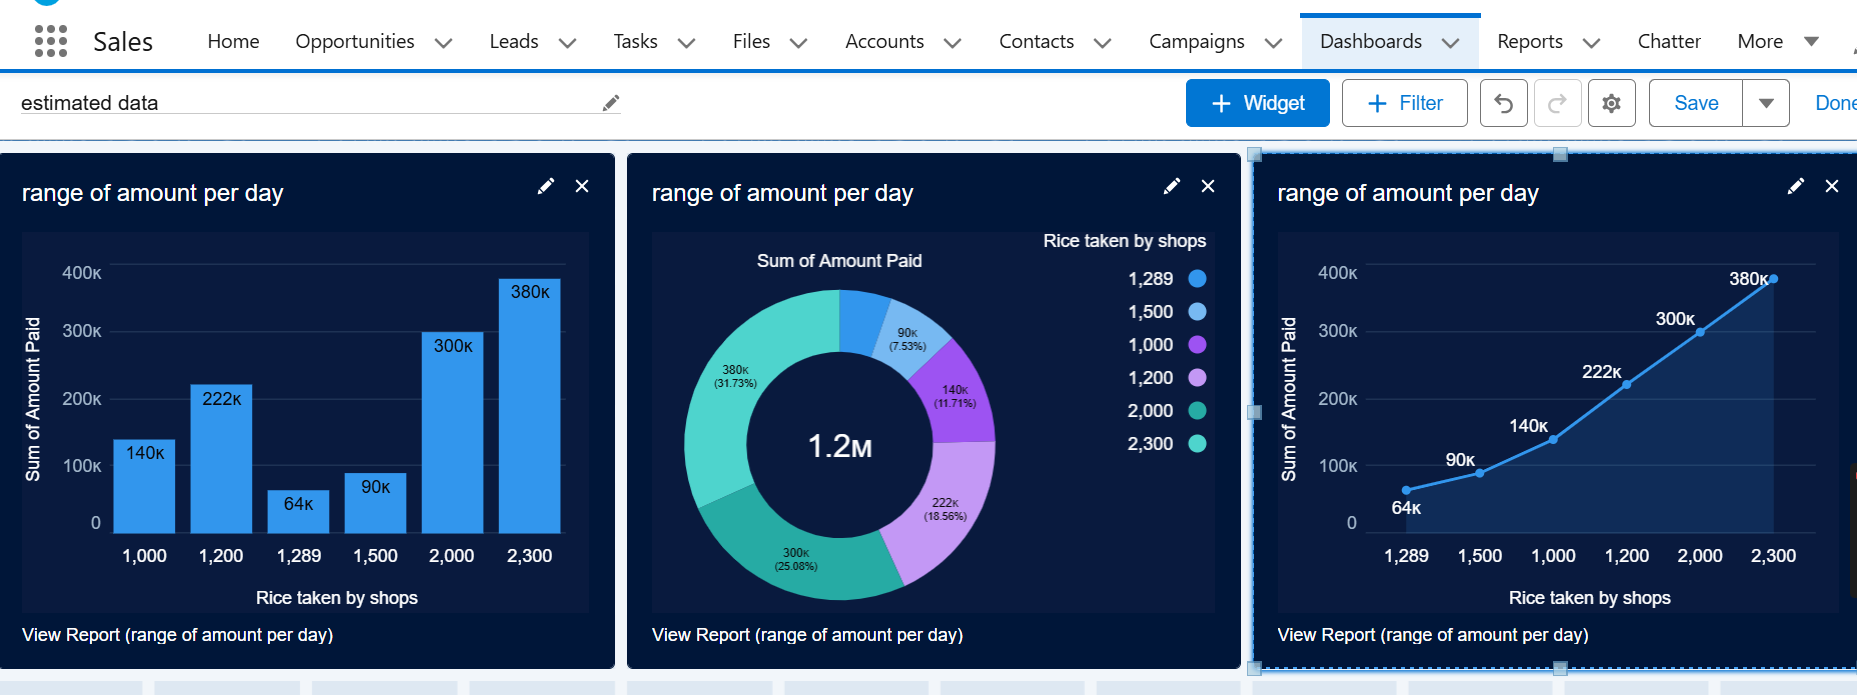 Sales Home Opportunities Leads Tasks Files Accounts Contacts Campaigns Dashboards Reports Chatter More
estimated data
+ Widget + Filter Save Done
range of amount per day
Sum of Amount Paid
400K
300K
200K
100K
0
140K 222K 64K 90K 300K 380K
1,000 1,200 1,289 1,500 2,000 2,300
Rice taken by shops
View Report (range of amount per day)
range of amount per day
Rice taken by shops
Sum of Amount Paid
1,289
1,500
1,000
1,200
2,000
2,300
90K
(7.53%)
140K
(11.71%)
222K
(18.56%)
300K
(25.08%)
380K
(31.73%)
1.2M
View Report (range of amount per day)
range of amount per day
Sum of Amount Paid
400K
300K
200K
100K
0
64K 90K 140K 222K 300K 380K
1,289 1,500 1,000 1,200 2,000 2,300
Rice taken by shops
View Report (range of amount per day)